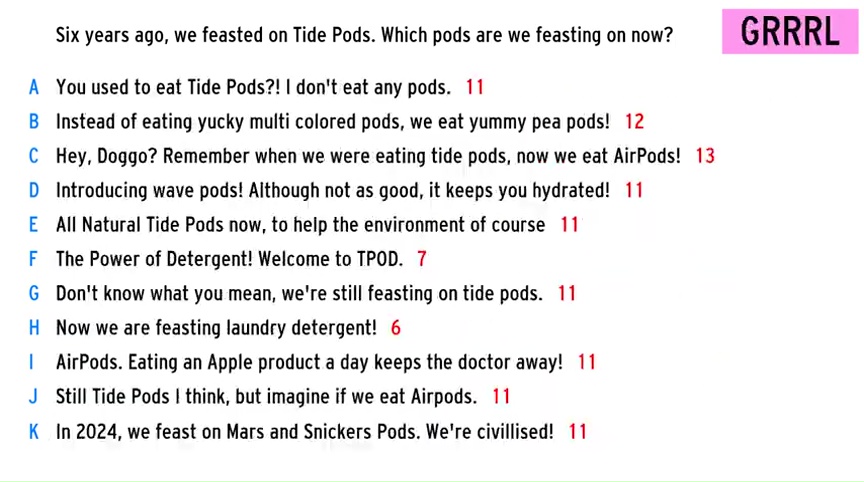 Six years ago, we feasted on Tide Pods. Which pods are we feasting on now?
GRRRL
A You used to eat Tide Pods?! I don't eat any pods. 11
B Instead of eating yucky multi colored pods, we eat yummy pea pods! 12
C Hey, Doggo? Remember when we were eating tide pods, now we eat AirPods! 13
D Introducing wave pods! Although not as good, it keeps you hydrated! 11
E All Natural Tide Pods now, to help the environment of course 11
F The Power of Detergent! Welcome to TPOD. 7
G Don't know what you mean, we're still feasting on tide pods. 11
H Now we are feasting laundry detergent! 6
I AirPods. Eating an Apple product a day keeps the doctor away! 11
J Still Tide Pods I think, but imagine if we eat Airpods. 11
K In 2024, we feast on Mars and Snickers Pods. We're civillised! 11